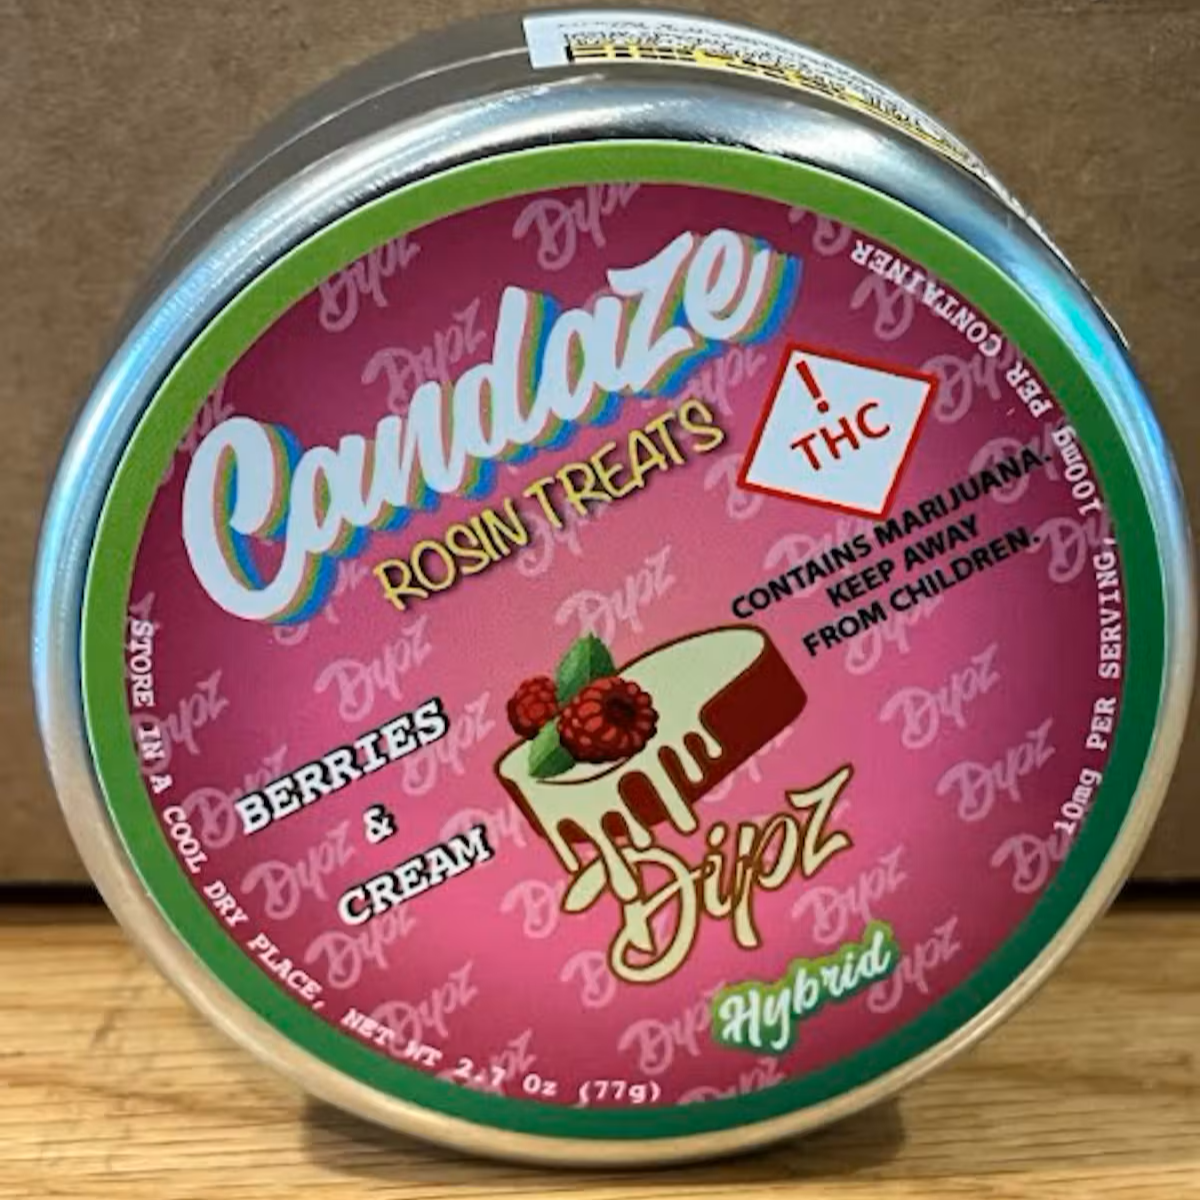 Candaze
ROSIN TREATS
! THC
CONTAINS MARIJUANA.
KEEP AWAY
FROM CHILDREN.
BERRIES
&
CREAM
Dipz
Hybrid
STORE IN A COOL DRY PLACE, NET WT 2.7 Oz (77g)
10mg PER SERVING, 100mg PER CONTAINER